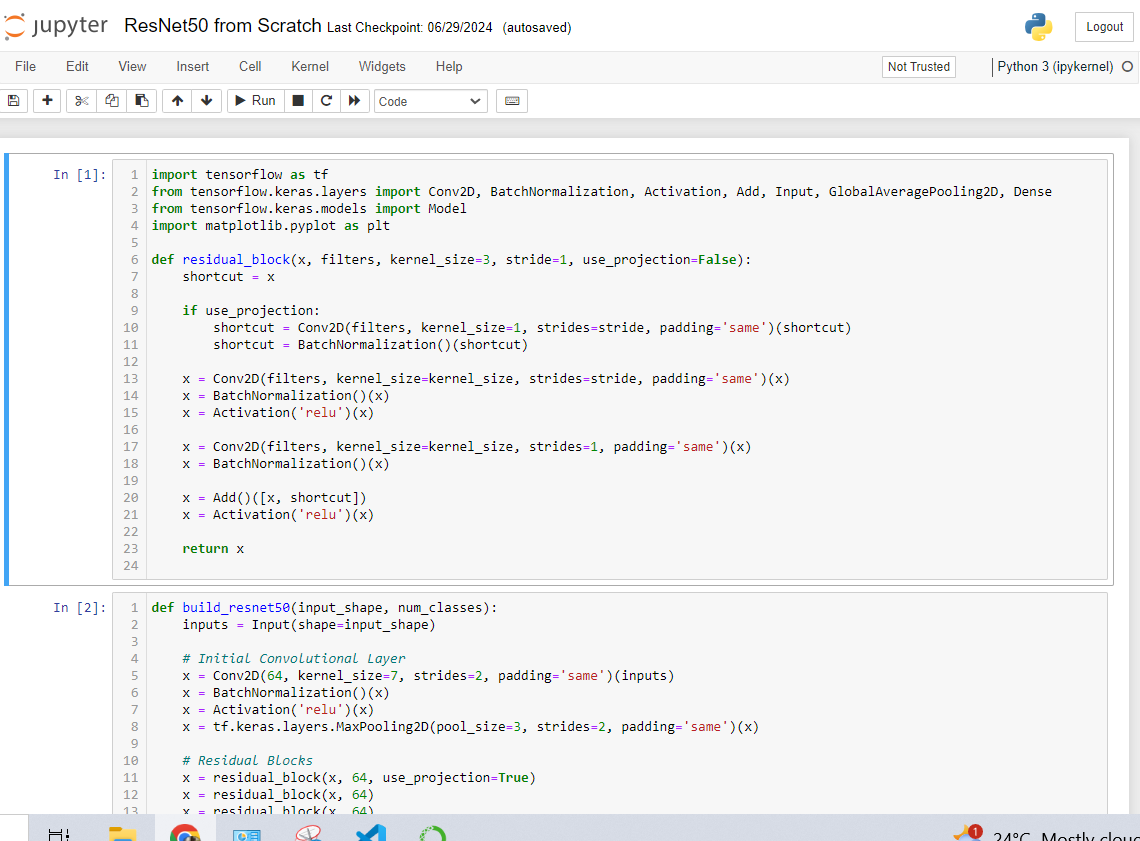 jupyter ResNet50 from Scratch Last Checkpoint: 06/29/2024 (autosaved) Logout
File Edit View Insert Cell Kernel Widgets Help Not Trusted Python 3 (ipykernel)
Run Code
In [1]:
1 import tensorflow as tf
2 from tensorflow.keras.layers import Conv2D, BatchNormalization, Activation, Add, Input, GlobalAveragePooling2D, Dense
3 from tensorflow.keras.models import Model
4 import matplotlib.pyplot as plt
5
6 def residual_block(x, filters, kernel_size=3, stride=1, use_projection=False):
7     shortcut = x
8
9     if use_projection:
10         shortcut = Conv2D(filters, kernel_size=1, strides=stride, padding='same')(shortcut)
11         shortcut = BatchNormalization()(shortcut)
12
13     x = Conv2D(filters, kernel_size=kernel_size, strides=stride, padding='same')(x)
14     x = BatchNormalization()(x)
15     x = Activation('relu')(x)
16
17     x = Conv2D(filters, kernel_size=kernel_size, strides=1, padding='same')(x)
18     x = BatchNormalization()(x)
19
20     x = Add()([x, shortcut])
21     x = Activation('relu')(x)
22
23     return x
24
In [2]:
1 def build_resnet50(input_shape, num_classes):
2     inputs = Input(shape=input_shape)
3
4     # Initial Convolutional Layer
5     x = Conv2D(64, kernel_size=7, strides=2, padding='same')(inputs)
6     x = BatchNormalization()(x)
7     x = Activation('relu')(x)
8     x = tf.keras.layers.MaxPooling2D(pool_size=3, strides=2, padding='same')(x)
9
10     # Residual Blocks
11     x = residual_block(x, 64, use_projection=True)
12     x = residual_block(x, 64)
13     x = residual_block(x, 64)
1 24°C Mostly